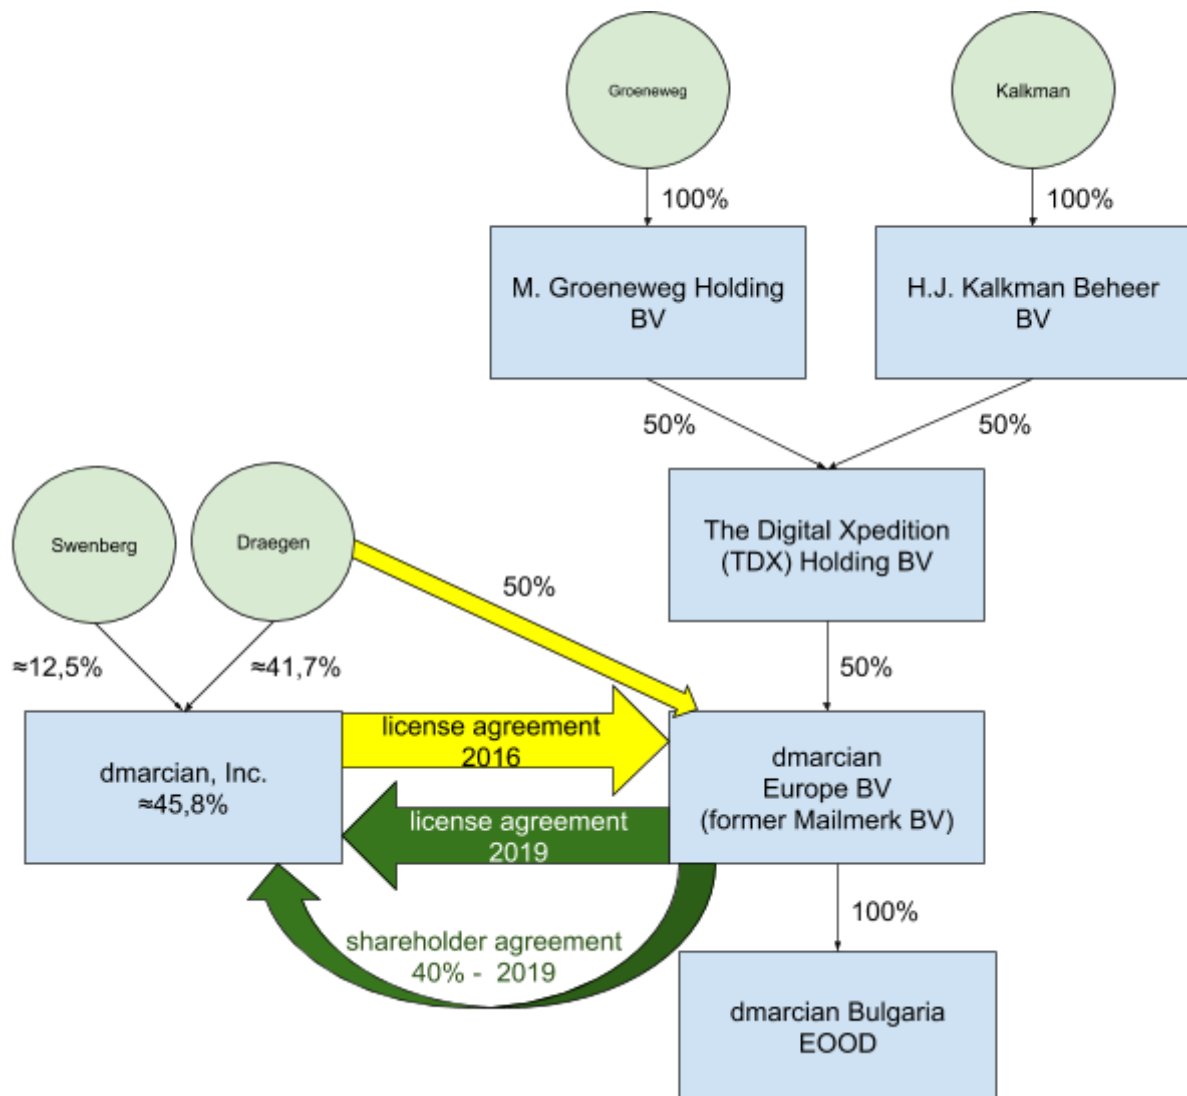 Groeneweg
Kalkman
100%
100%
M. Groeneweg Holding
BV
H.J. Kalkman Beheer
BV
50%
50%
Swenberg
Draegen
The Digital Xpedition
(TDX) Holding BV
50%
≈12,5%
≈41,7%
50%
dmarcian, Inc.
≈45,8%
license agreement
2016
dmarcian
Europe BV
(former Mailmerk BV)
license agreement
2019
100%
shareholder agreement
40% - 2019
dmarcian Bulgaria
EOOD